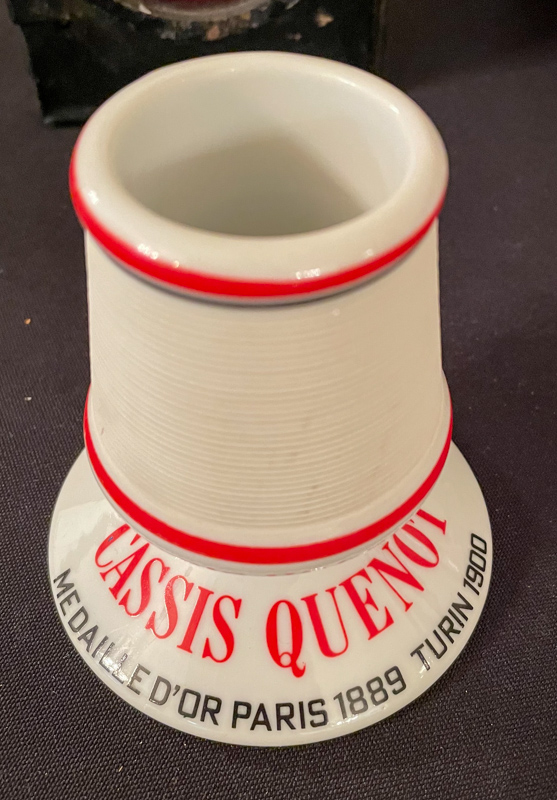 CASSIS QUENOT
MEDAILLE D'OR PARIS 1889 TURIN 1900